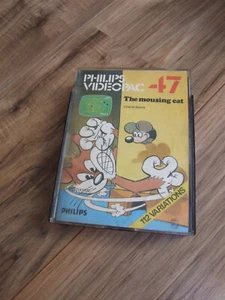 PHILIPS
VIDEOPAC 47
The mousing cat
PHILIPS
112 VARIATIONS